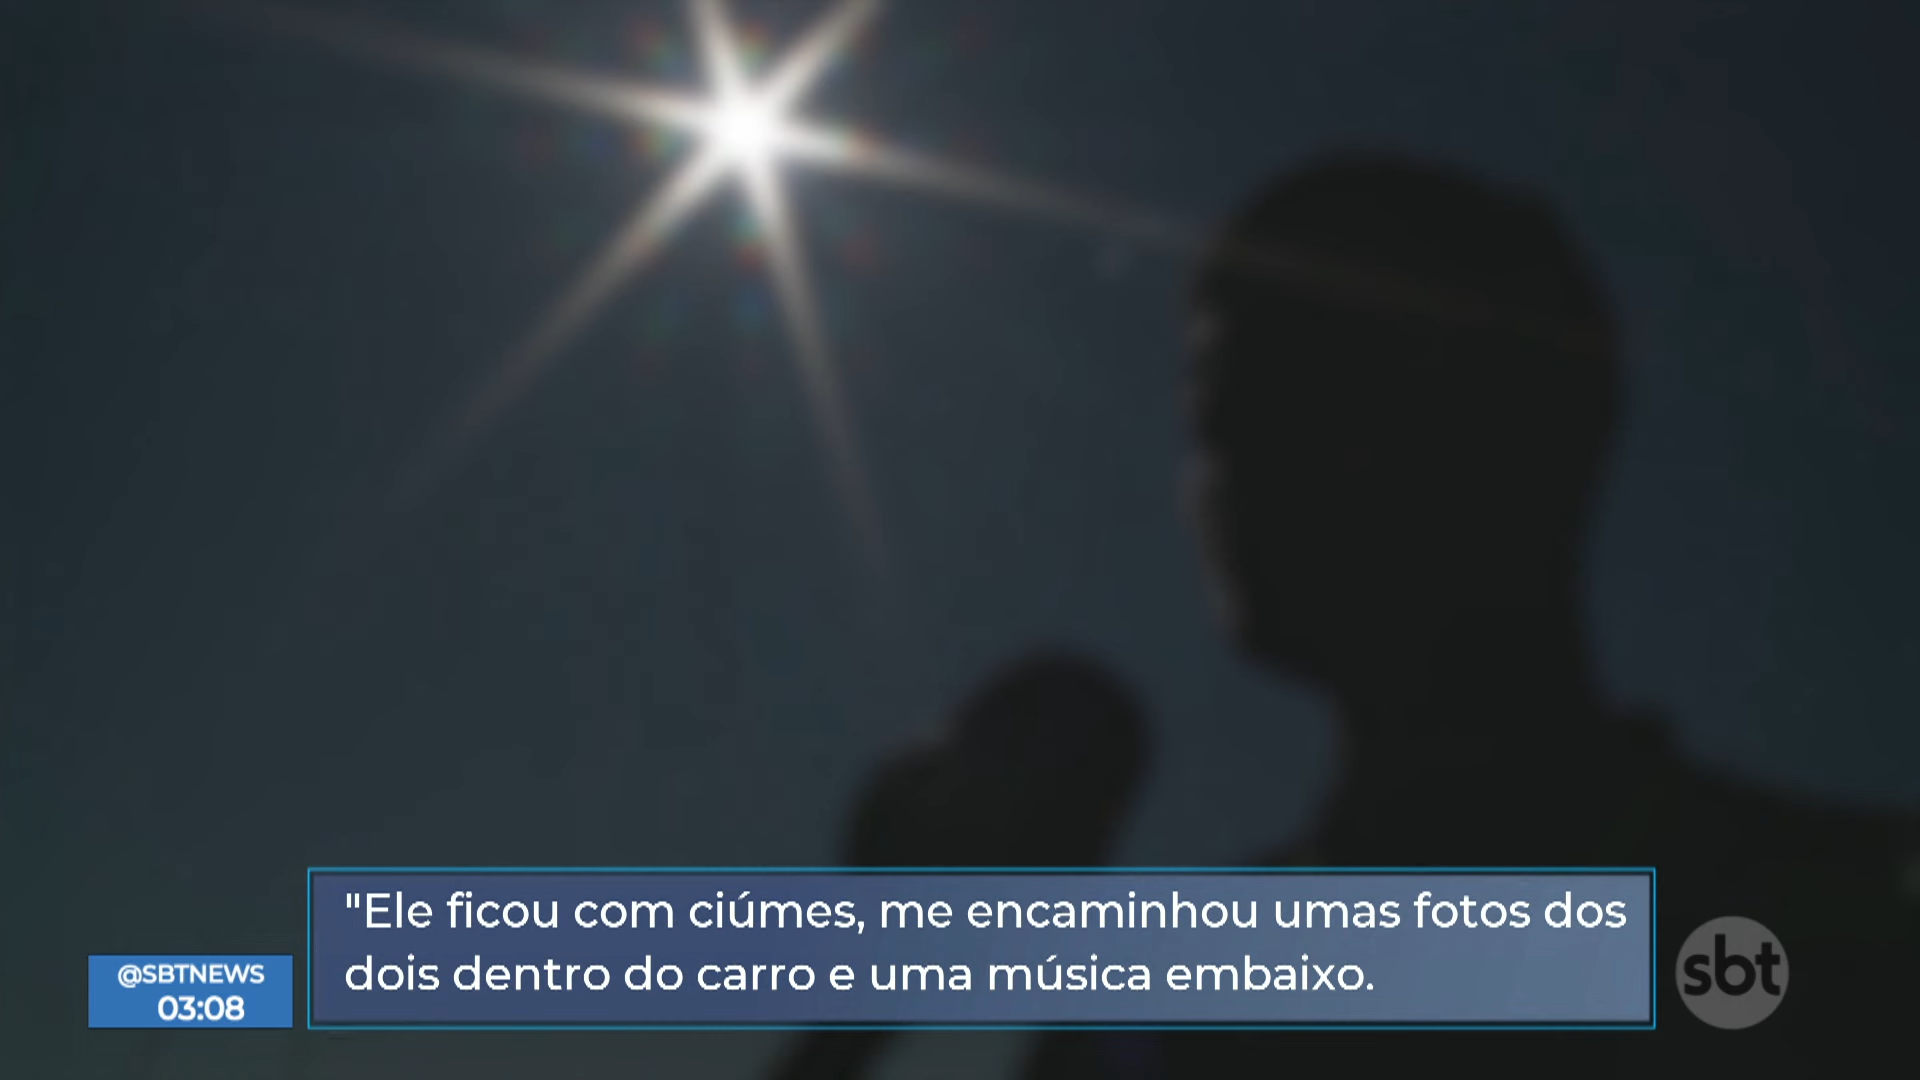 "Ele ficou com ciúmes, me encaminhou umas fotos dos
dois dentro do carro e uma música embaixo.
@SBTNEWS
03:08
sbt